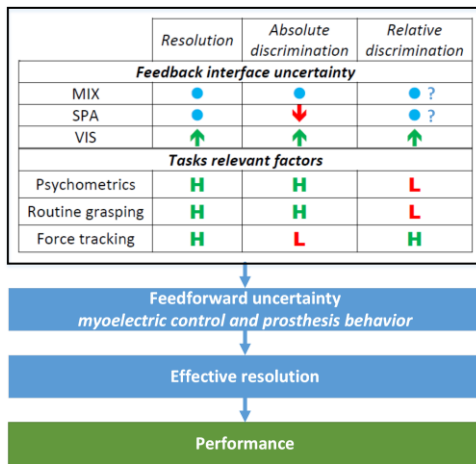 Resolution Absolute discrimination Relative discrimination
Feedback interface uncertainty
MIX ?
SPA ?
VIS
Tasks relevant factors
Psychometrics H H L
Routine grasping H H L
Force tracking H L H
Feedforward uncertainty
myoelectric control and prosthesis behavior
Effective resolution
Performance